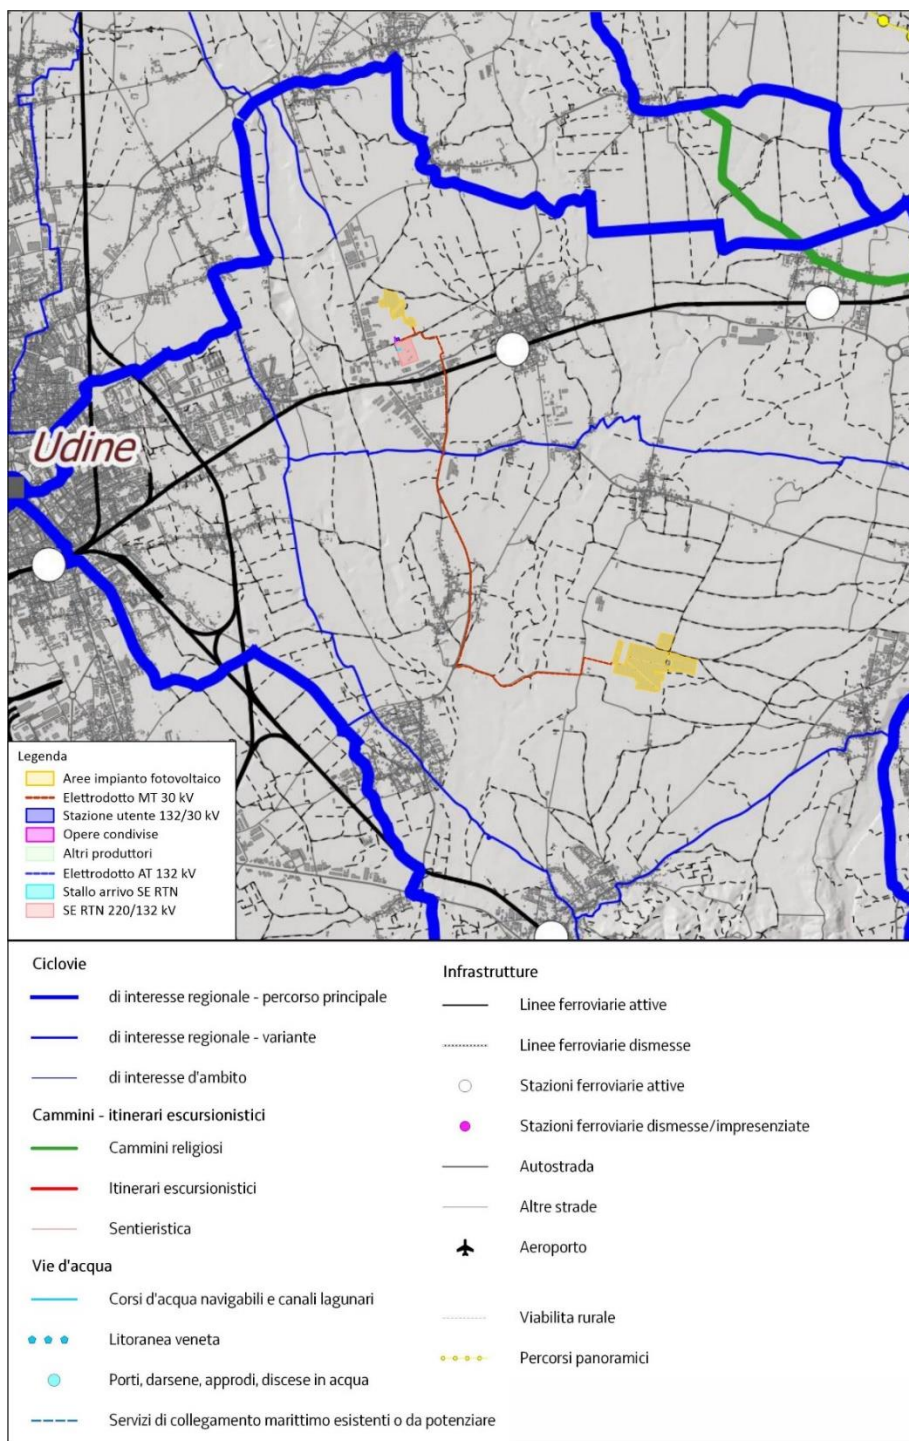 Udine
Legenda
Aree impianto fotovoltaico
Elettrodotto MT 30 kV
Stazione utente 132/30 kV
Opere condivise
Altri produttori
Elettrodotto AT 132 kV
Stallo arrivo SE RTN
SE RTN 220/132 kV
Ciclovie
di interesse regionale - percorso principale
di interesse regionale - variante
di interesse d'ambito
Cammini - itinerari escursionistici
Cammini religiosi
Itinerari escursionistici
Sentieristica
Vie d'acqua
Corsi d'acqua navigabili e canali lagunari
Litoranea veneta
Porti, darsene, approdi, discese in acqua
Servizi di collegamento marittimo esistenti o da potenziare
Infrastrutture
Linee ferroviarie attive
Linee ferroviarie dismesse
Stazioni ferroviarie attive
Stazioni ferroviarie dismesse/impresenziate
Autostrada
Altre strade
Aeroporto
Viabilita rurale
Percorsi panoramici